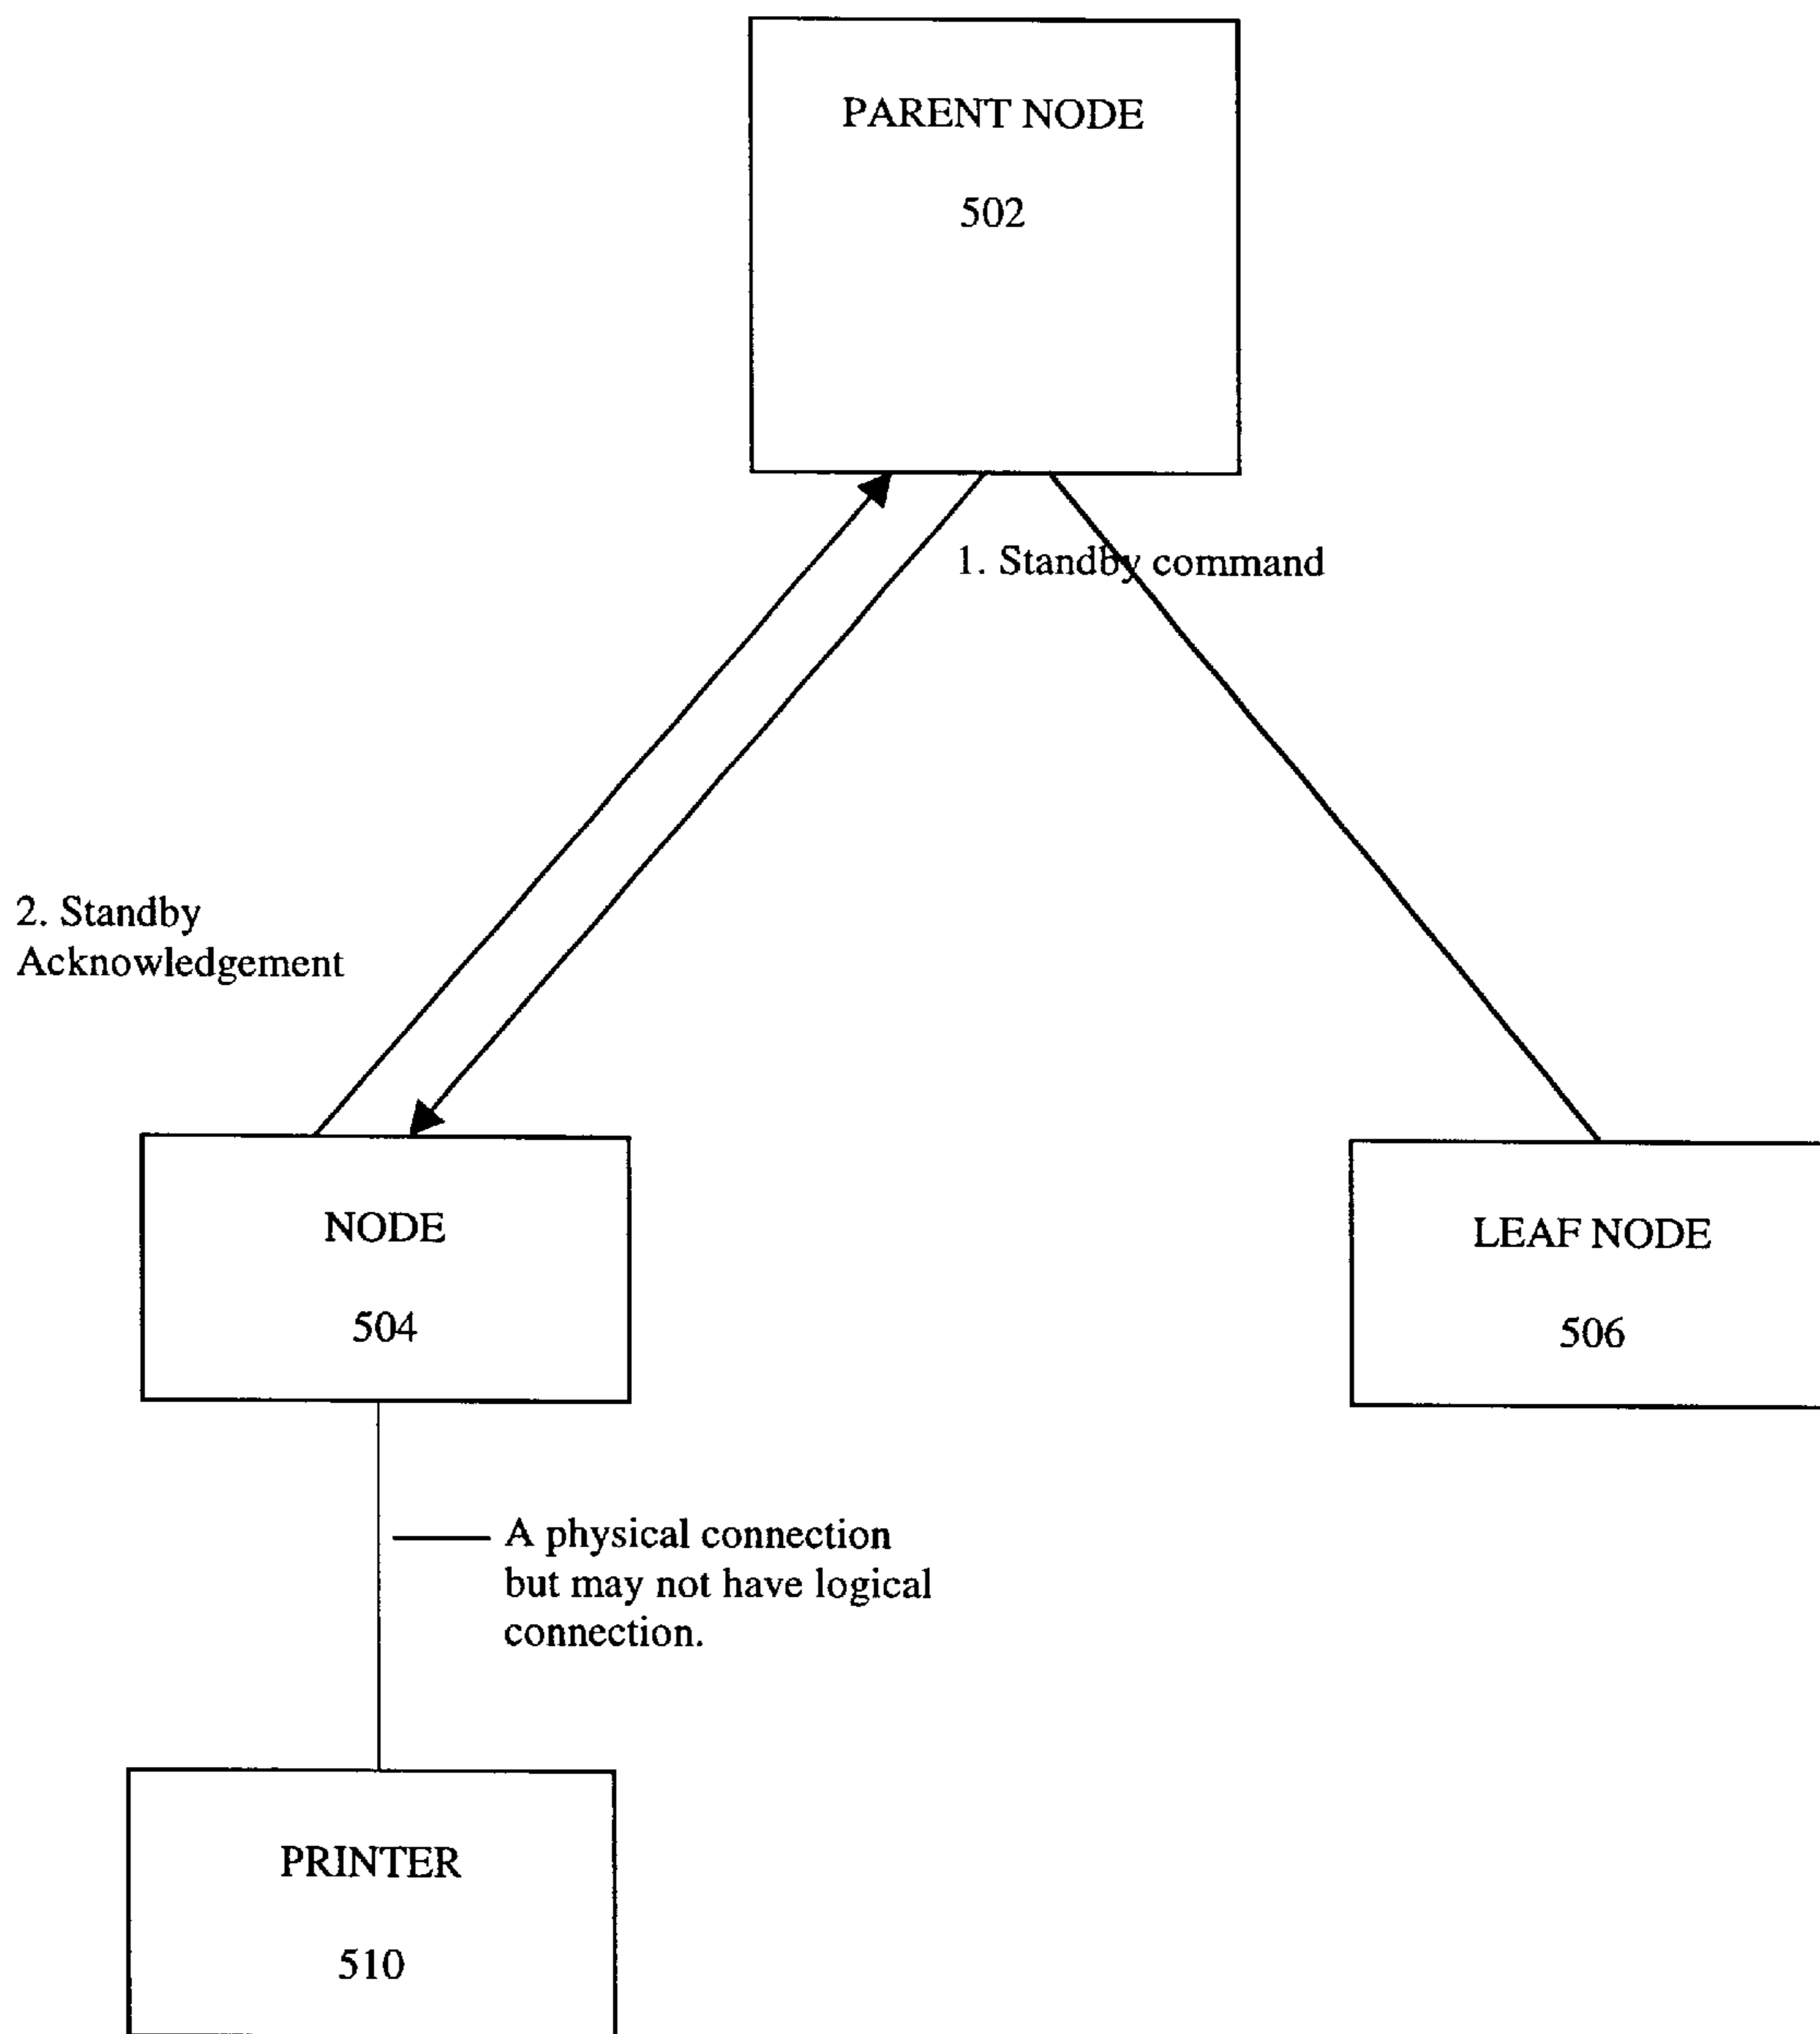 PARENT NODE
502
1. Standby command
2. Standby
Acknowledgement
NODE
504
LEAF NODE
506
A physical connection
but may not have logical
connection.
PRINTER
510